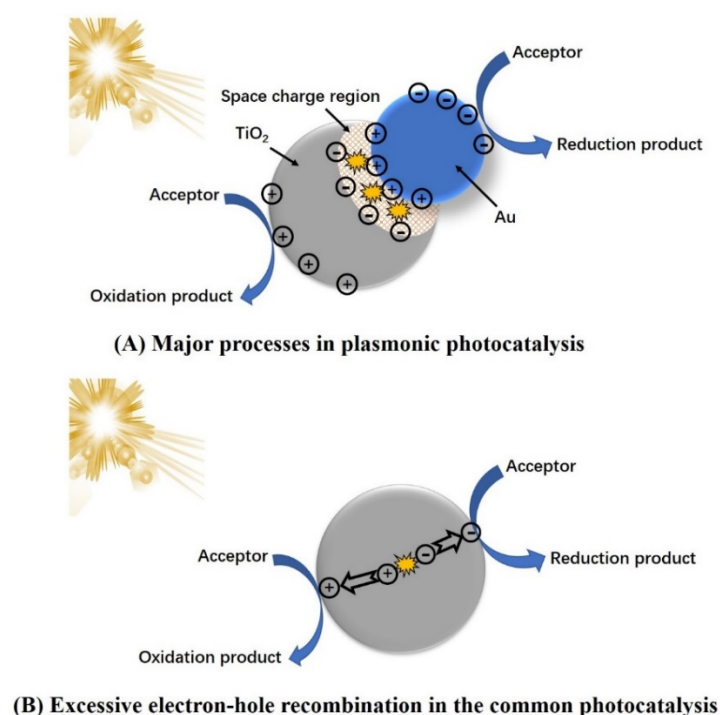 Acceptor
Space charge region
TiO₂
Reduction product
Acceptor
Au
Oxidation product
(A) Major processes in plasmonic photocatalysis
Acceptor
Acceptor
Reduction product
Oxidation product
(B) Excessive electron-hole recombination in the common photocatalysis